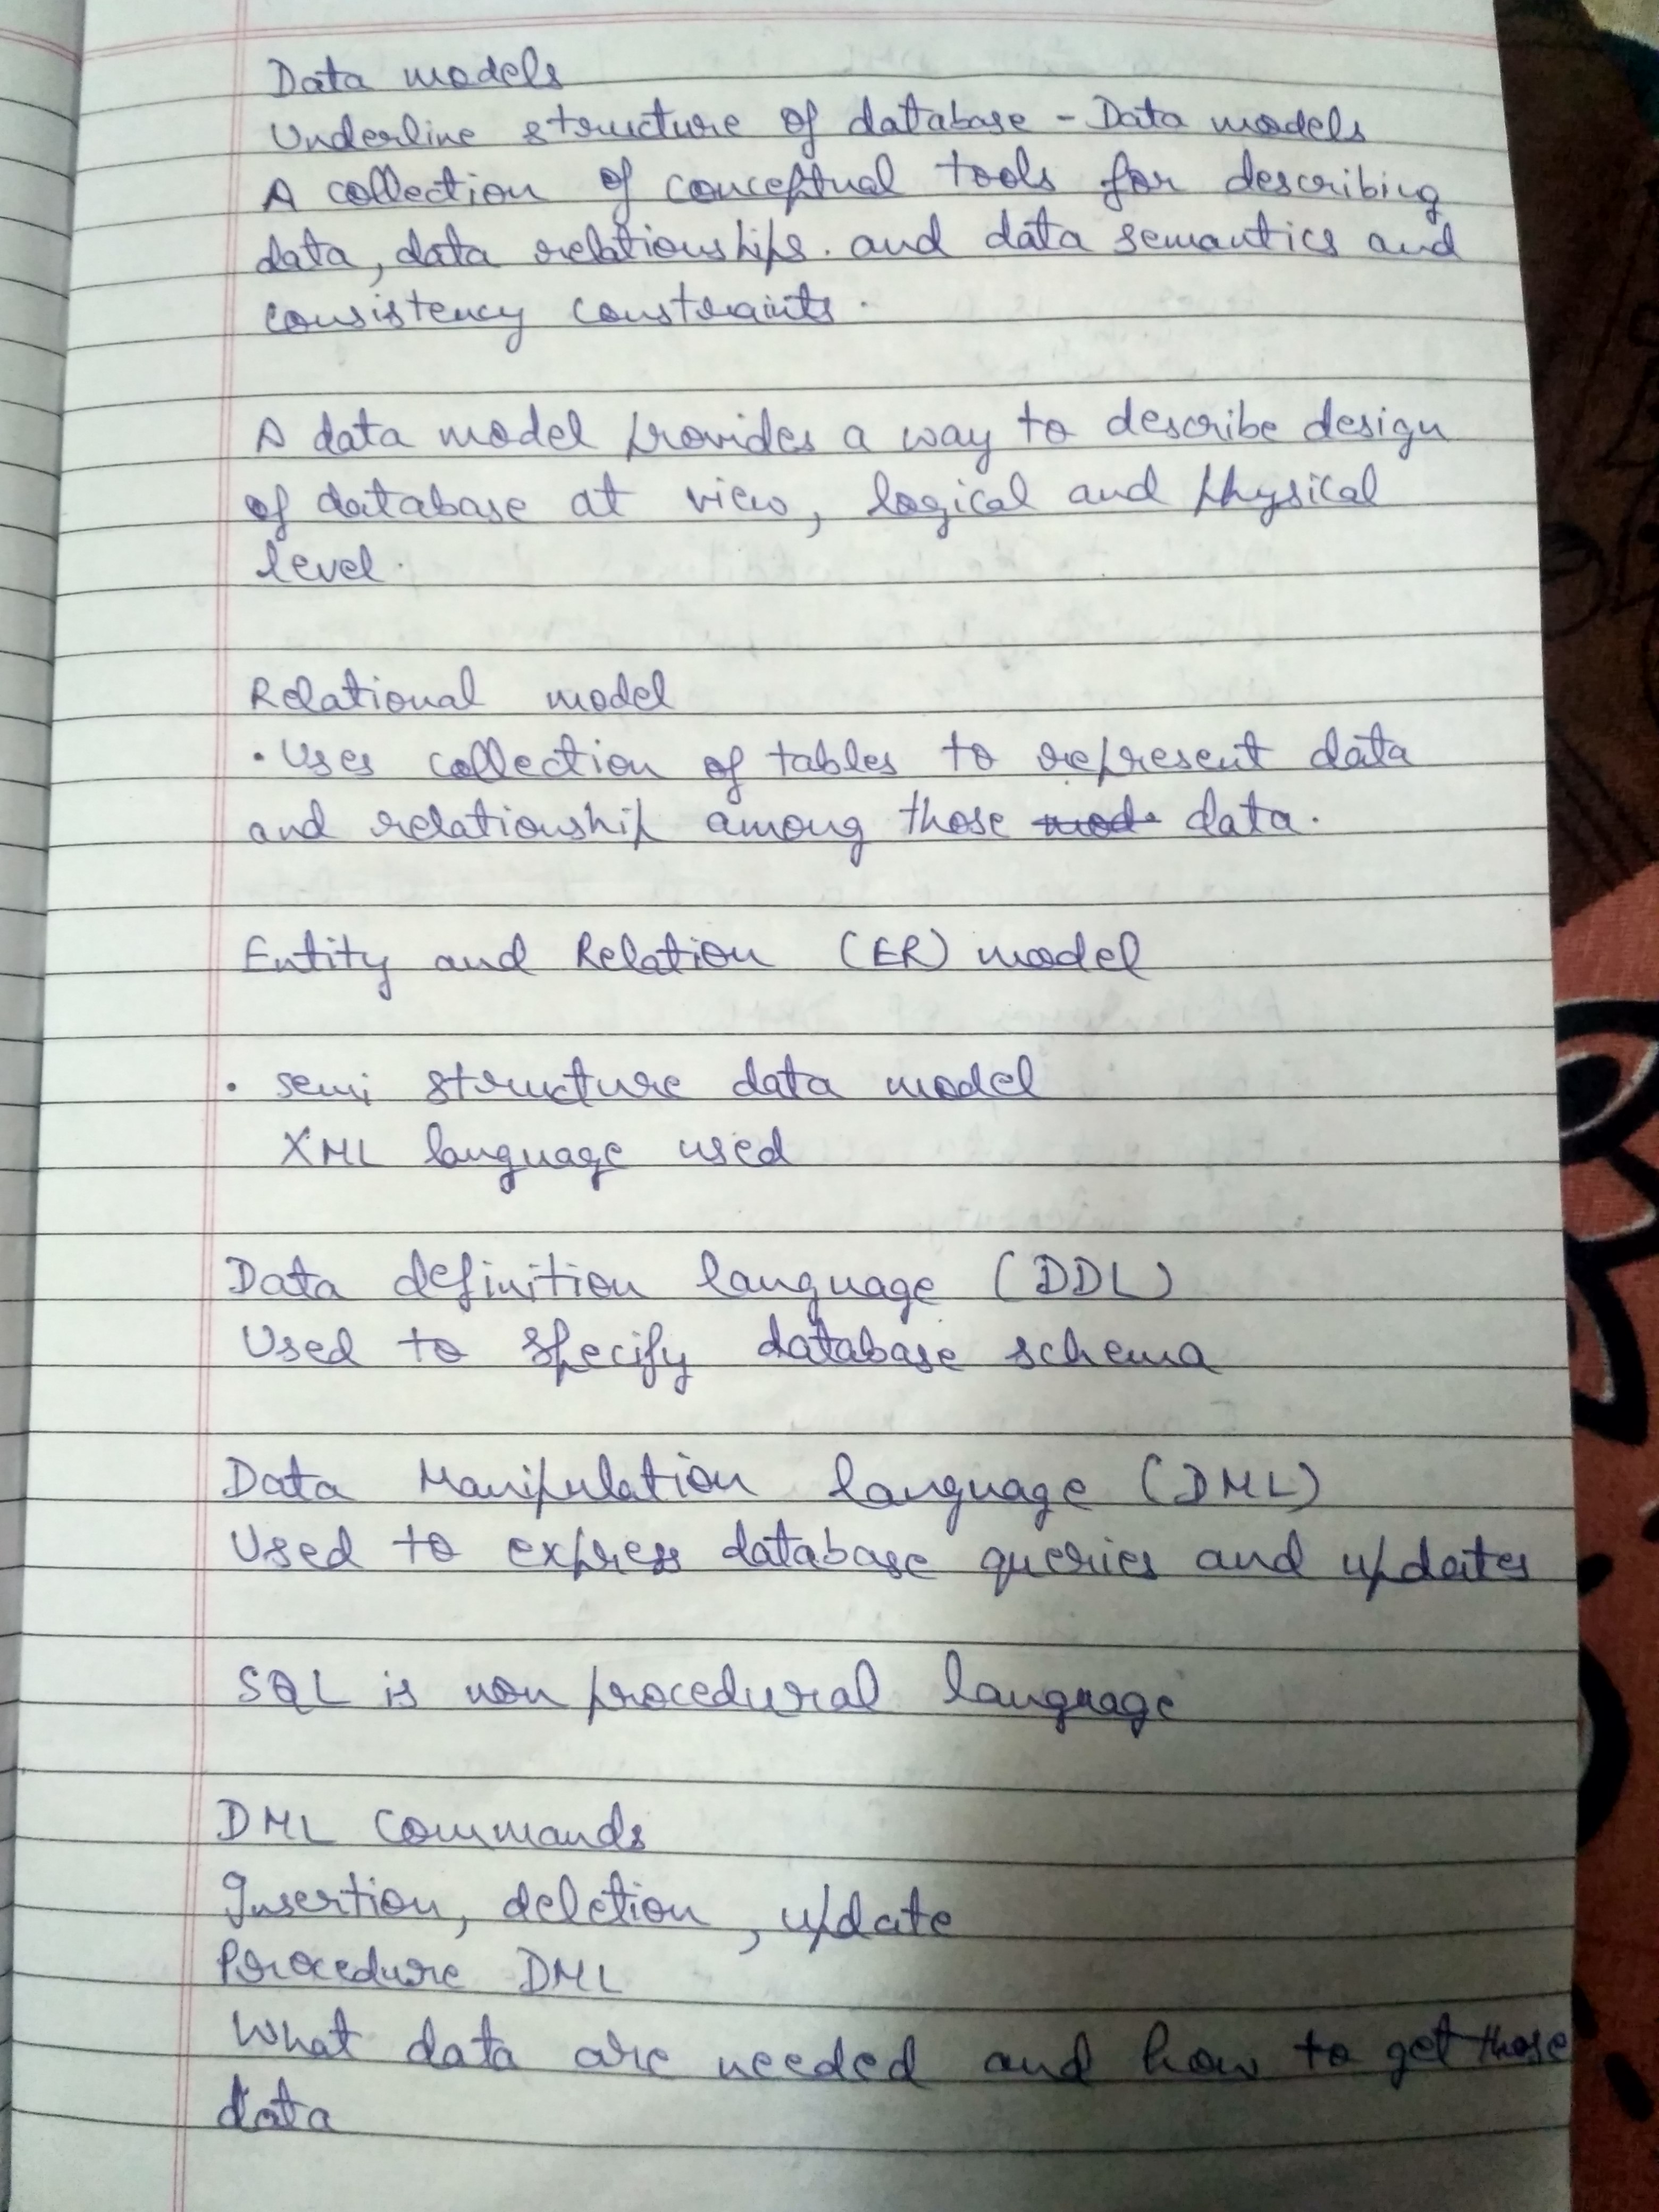 Data models
Underline structure of database - Data models
A collection of conceptual tools for describing
data, data relationships. and data semantics and
consistency constraints.
A data model provides a way to describe design
of database at view, logical and physical
level.
Relational model
• Uses collection of tables to represent data
and relationship among those data.
Entity and Relation (ER) model
• semi structure data model
XML language used
Data definition language (DDL)
Used to specify database schema
Data Manipulation language (DML)
Used to express database queries and updates
SQL is non procedural language
DML Commands
Insertion, deletion, update
Procedure DML
What data are needed and how to get those
data